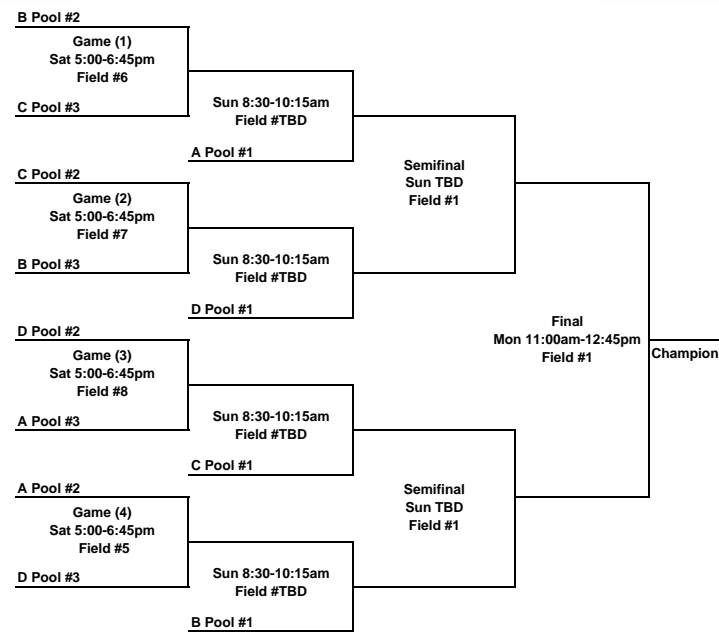 B Pool #2
Game (1)
Sat 5:00-6:45pm
Field #6
C Pool #3
Sun 8:30-10:15am
Field #TBD
A Pool #1
C Pool #2
Game (2)
Sat 5:00-6:45pm
Field #7
B Pool #3
Sun 8:30-10:15am
Field #TBD
D Pool #1
Semifinal
Sun TBD
Field #1
D Pool #2
Game (3)
Sat 5:00-6:45pm
Field #8
A Pool #3
Sun 8:30-10:15am
Field #TBD
C Pool #1
A Pool #2
Game (4)
Sat 5:00-6:45pm
Field #5
D Pool #3
Sun 8:30-10:15am
Field #TBD
B Pool #1
Semifinal
Sun TBD
Field #1
Final
Mon 11:00am-12:45pm
Field #1
Champion